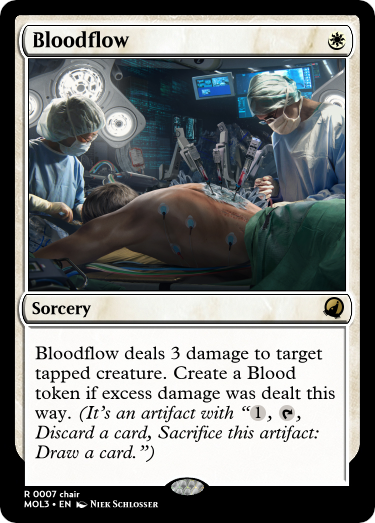 Bloodflow
Sorcery
Bloodflow deals 3 damage to target
tapped creature. Create a Blood
token if excess damage was dealt this
way. (It's an artifact with “1, ,
Discard a card, Sacrifice this artifact:
Draw a card.”)
R 0007 chair
MOL3 • EN Niek Schlosser